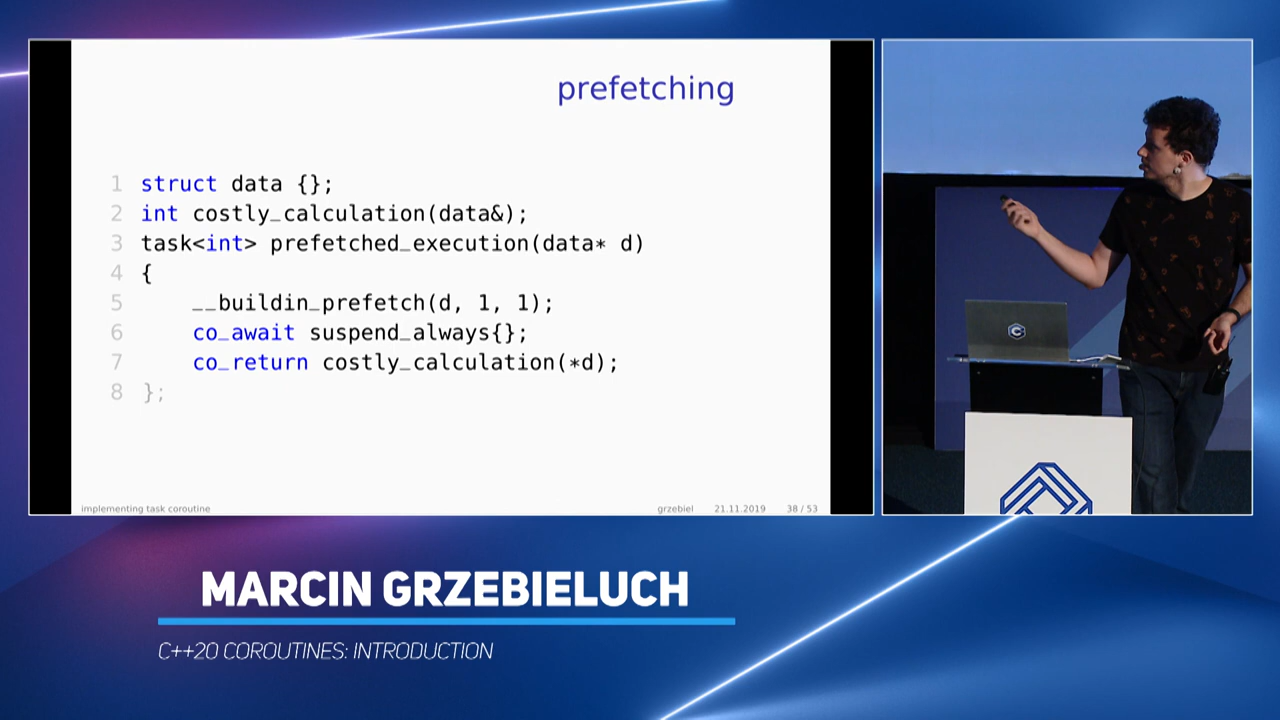 prefetching
1 struct data {};
2 int costly_calculation(data&);
3 task<int> prefetched_execution(data* d)
4 {
5     __buildin_prefetch(d, 1, 1);
6     co_await suspend_always{};
7     co_return costly_calculation(*d);
8 };
implementing task coroutine
grzebiel 21.11.2019 38 / 53
C
MARCIN GRZEBIELUCH
C++20 COROUTINES: INTRODUCTION